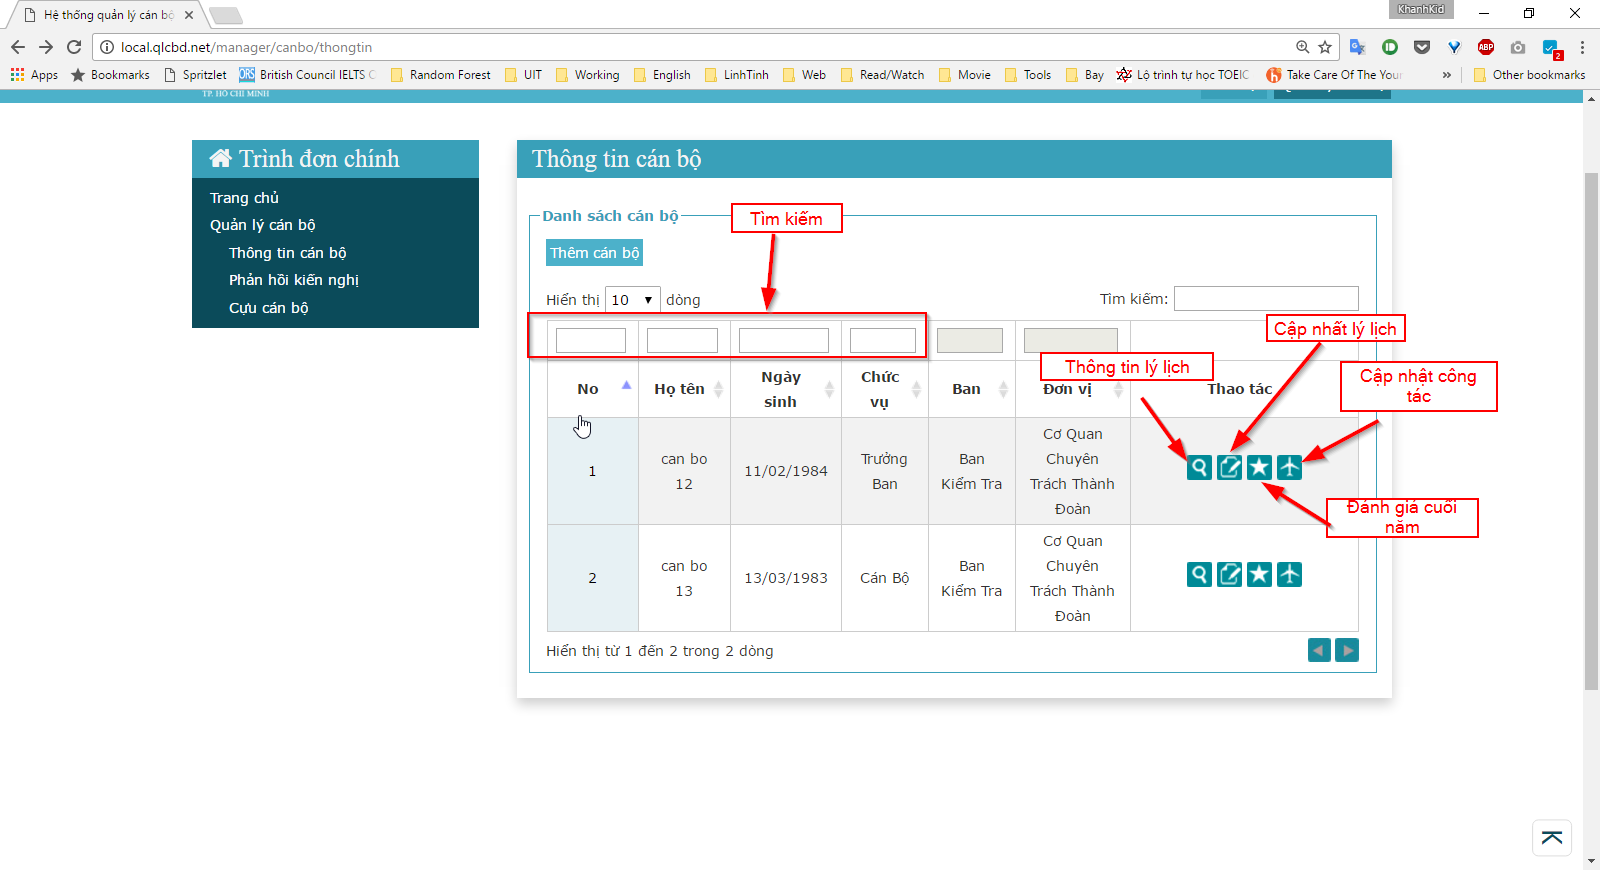 Hệ thống quản lý cán bộ
KhanhKid
local.qlcbd.net/manager/canbo/thongtin
ABP
2
Apps
Bookmarks
Spritzlet
ORS British Council IELTS
Random Forest
UIT
Working
English
LinhTinh
Web
Read/Watch
Movie
Tools
Bay
Lộ trình tự học TOEIC
Take Care Of The Your
»
Other bookmarks
TP. HỒ CHÍ MINH
Trình đơn chính
Trang chủ
Quản lý cán bộ
Thông tin cán bộ
Phản hồi kiến nghị
Cựu cán bộ
Thông tin cán bộ
Danh sách cán bộ
Tìm kiếm
Thêm cán bộ
Hiển thị 10 dòng
Tìm kiếm:
Cập nhất lý lịch
Thông tin lý lịch
Cập nhật công
tác
No
Họ tên
Ngày
sinh
Chức
vụ
Ban
Đơn vị
Thao tác
1
can bo
12
11/02/1984
Trưởng
Ban
Ban
Kiểm Tra
Cơ Quan
Chuyên
Trách Thành
Đoàn
Đánh giá cuối
năm
2
can bo
13
13/03/1983
Cán Bộ
Ban
Kiểm Tra
Cơ Quan
Chuyên
Trách Thành
Đoàn
Hiển thị từ 1 đến 2 trong 2 dòng